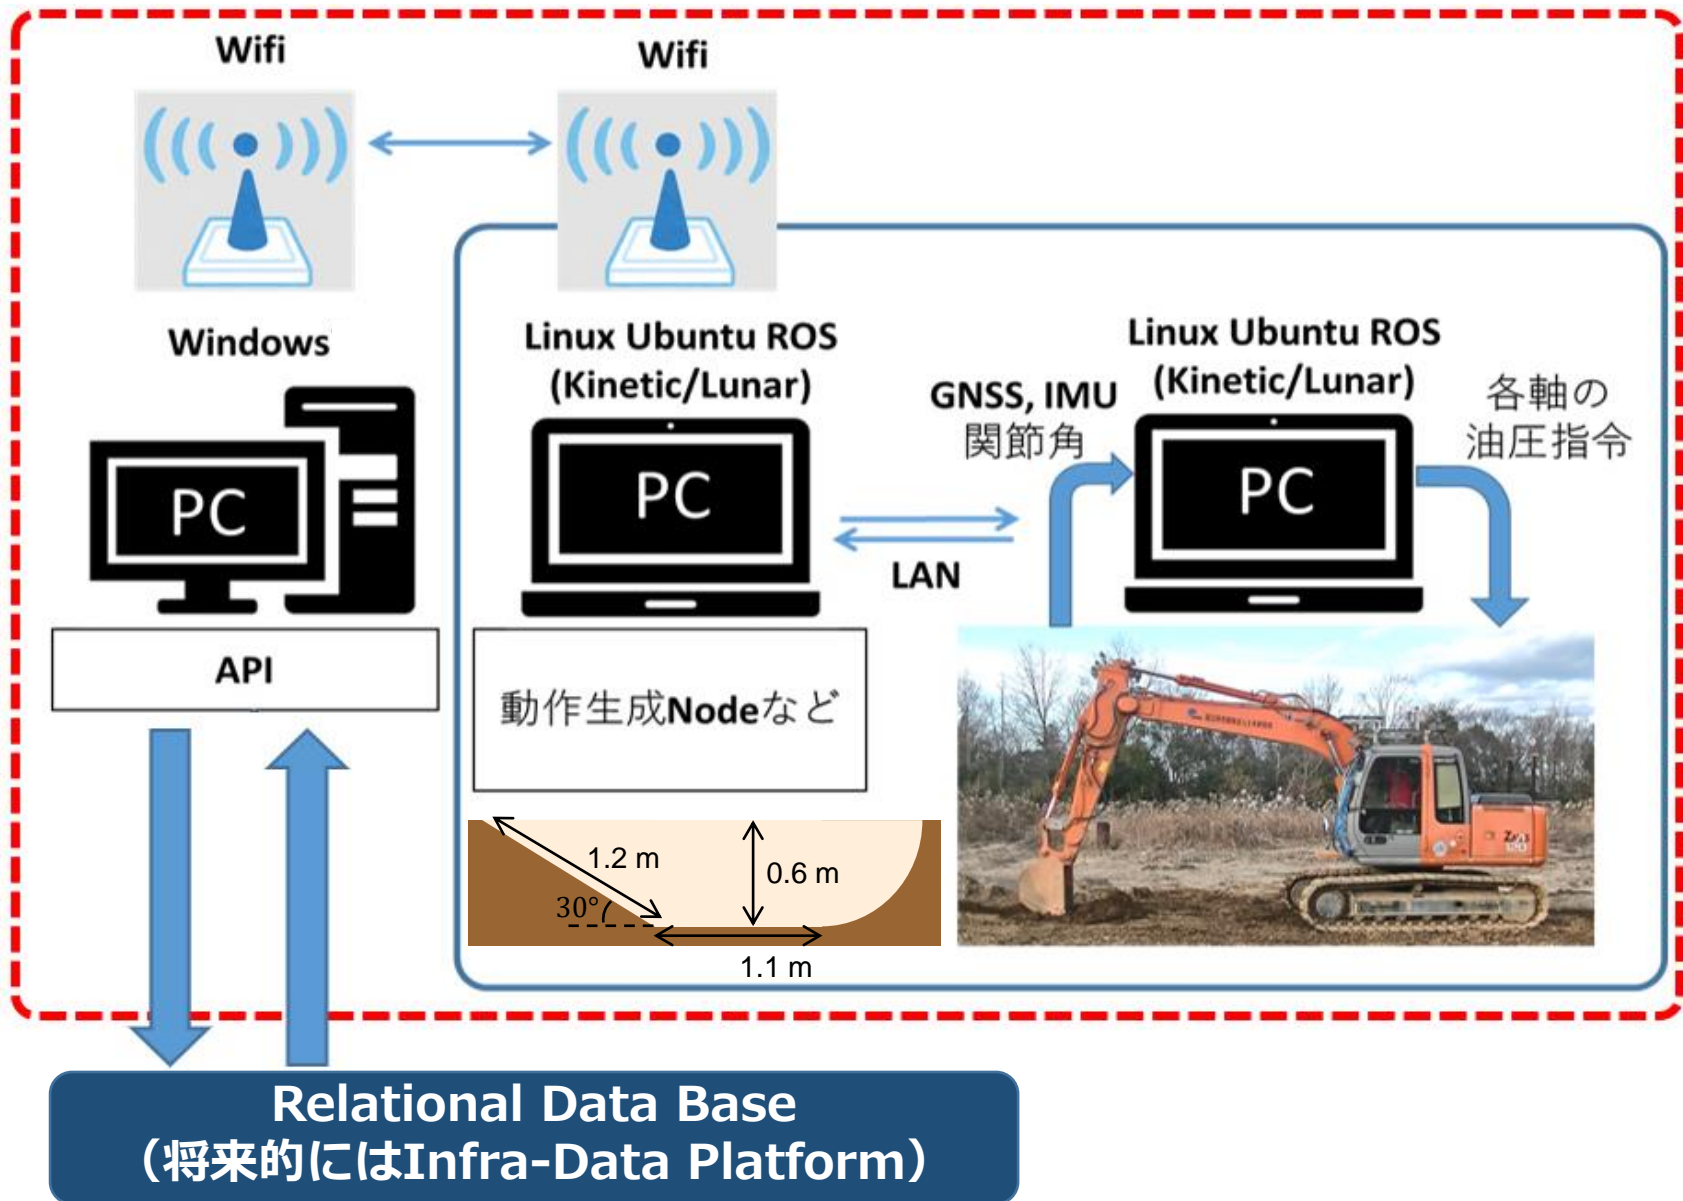 Wifi
Wifi
Windows
Linux Ubuntu ROS
(Kinetic/Lunar)
Linux Ubuntu ROS
(Kinetic/Lunar)
GNSS, IMU
関節角
各軸の
油圧指令
PC
PC
PC
LAN
API
動作生成Nodeなど
1.2 m
0.6 m
30°
1.1 m
Relational Data Base
（将来的にはInfra-Data Platform）